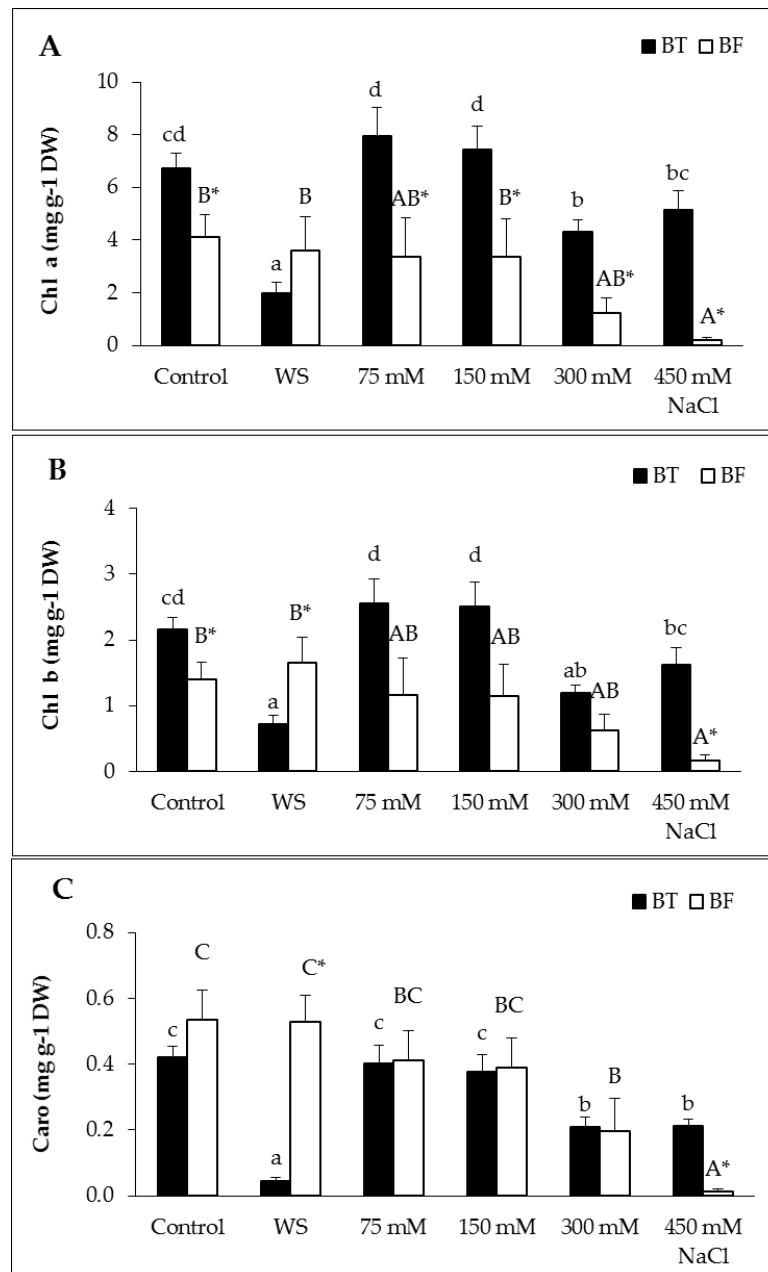 A
BT BF
Chl a (mg g-1 DW)
10
8
6
4
2
0
cd
B*
a
B
d
AB*
d
B*
b
AB*
bc
A*
Control WS 75 mM 150 mM 300 mM 450 mM
NaCl
B
BT BF
Chl b (mg g-1 DW)
4
3
2
1
0
cd
B*
a
B*
d
AB
d
AB
ab
AB
bc
A*
Control WS 75 mM 150 mM 300 mM 450 mM
NaCl
C
BT BF
Caro (mg g-1 DW)
0.8
0.6
0.4
0.2
0.0
c
C
a
C*
c
BC
c
BC
b
B
b
A*
Control WS 75 mM 150 mM 300 mM 450 mM
NaCl